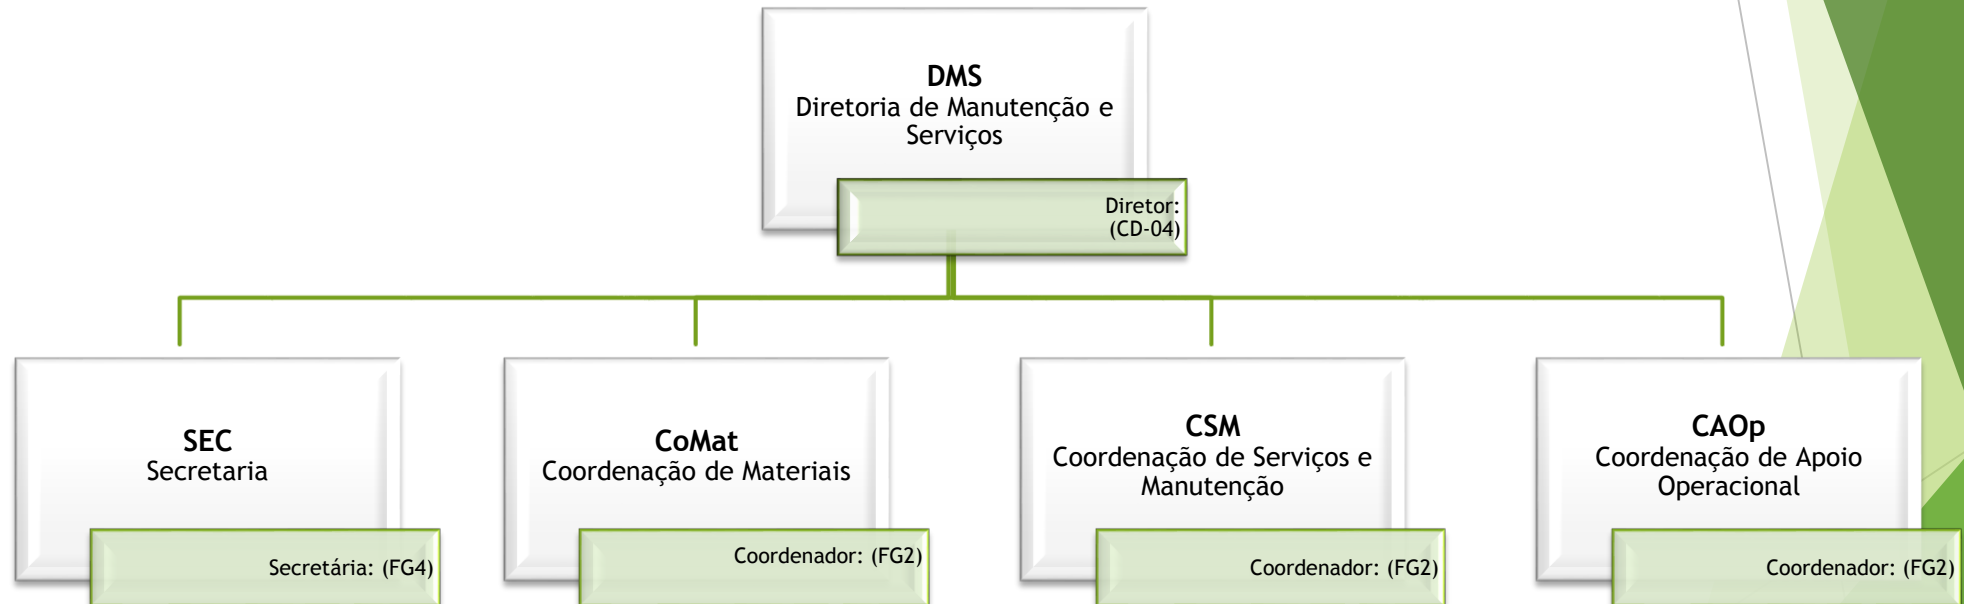 DMS
Diretoria de Manutenção e
Serviços
Diretor:
(CD-04)
SEC
Secretaria
Secretária: (FG4)
CoMat
Coordenação de Materiais
Coordenador: (FG2)
CSM
Coordenação de Serviços e
Manutenção
Coordenador: (FG2)
CAOp
Coordenação de Apoio
Operacional
Coordenador: (FG2)